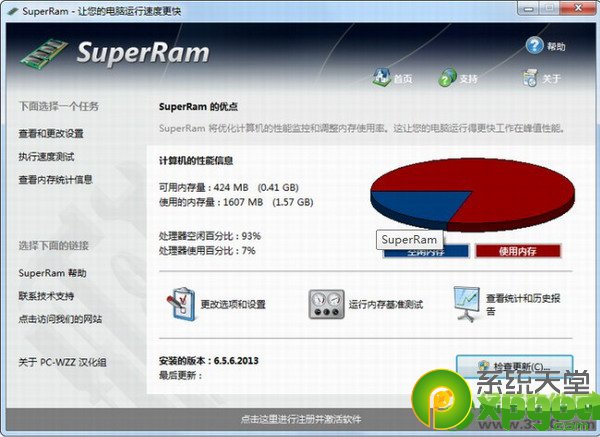 SuperRam - 让您的电脑运行速度更快
SuperRam
帮助
首页
支持
关于
下面选择一个任务
查看和更改设置
执行速度测试
查看内存统计信息
选择下面的链接
SuperRam 帮助
联系技术支持
点击访问我们的网站
关于 PC-WZZ 汉化组
SuperRam 的优点
SuperRam 将优化计算机的性能监控和调整内存使用率。这让您的电脑运行得更快工作在峰值性能。
计算机的性能信息
可用内存量：424 MB (0.41 GB)
使用的内存量：1607 MB (1.57 GB)
处理器空闲百分比：93%
处理器使用百分比：7%
SuperRam
空闲内存
使用内存
更改选项和设置
运行内存基准测试
查看统计和历史报告
安装的版本：6.5.6.2013
最后更新：
检查更新(C)...
点击这里进行注册并激活软件
系统天堂